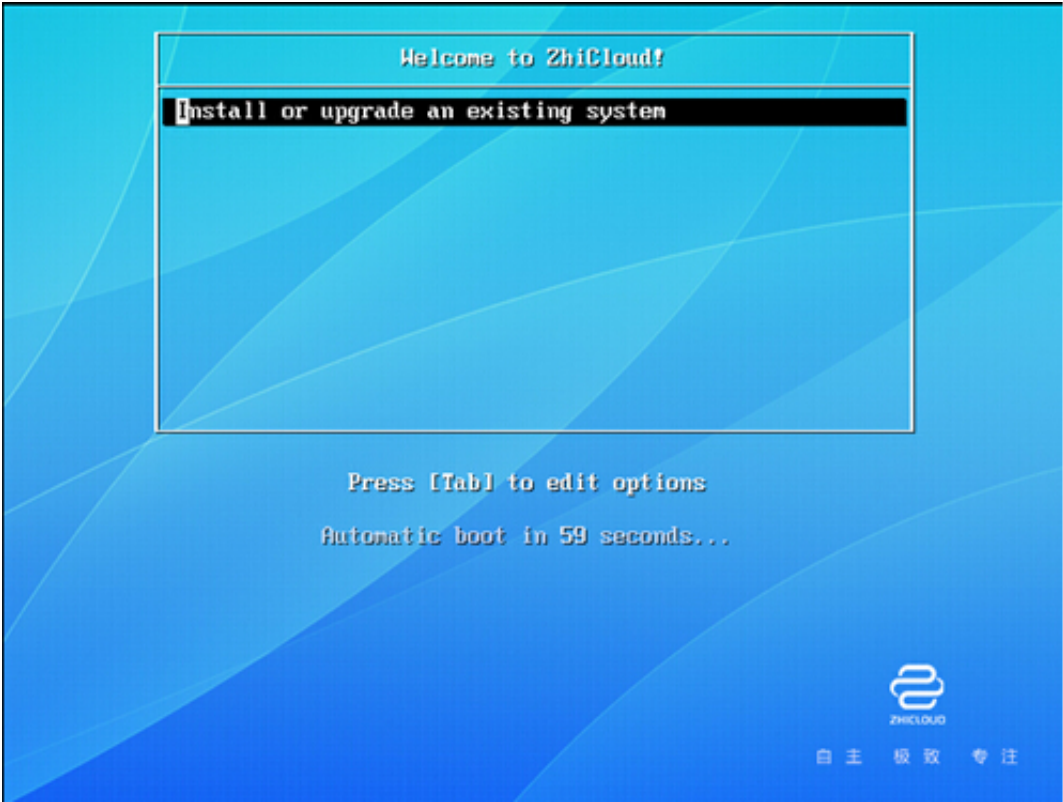 Welcome to ZhiCloud!
Install or upgrade an existing system
Press [Tab] to edit options
Automatic boot in 59 seconds...
ZHICLOUD
自主 极致 专注